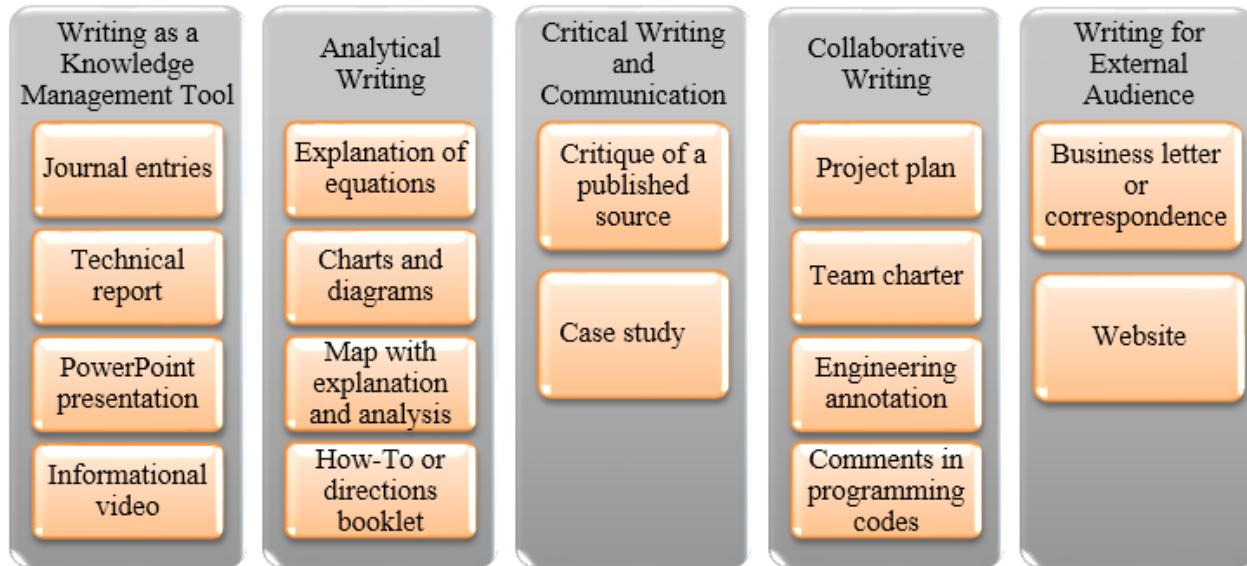 Writing as a
Knowledge
Management Tool
Journal entries
Technical
report
PowerPoint
presentation
Informational
video
Analytical
Writing
Explanation of
equations
Charts and
diagrams
Map with
explanation
and analysis
How-To or
directions
booklet
Critical Writing
and
Communication
Critique of a
published
source
Case study
Collaborative
Writing
Project plan
Team charter
Engineering
annotation
Comments in
programming
codes
Writing for
External
Audience
Business letter
or
correspondence
Website